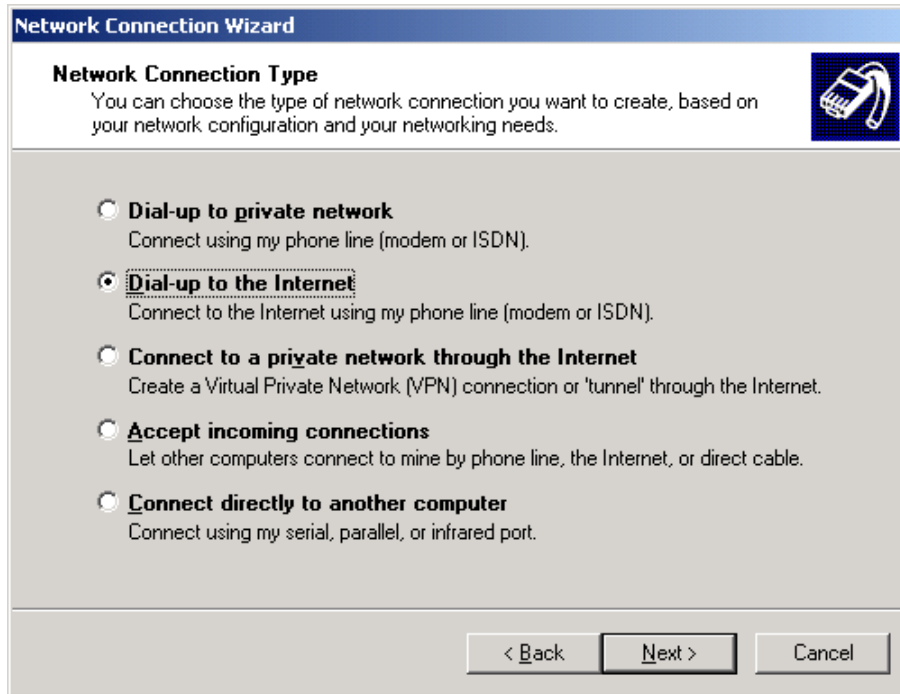 Network Connection Wizard
Network Connection Type
You can choose the type of network connection you want to create, based on
your network configuration and your networking needs.
Dial-up to private network
Connect using my phone line (modem or ISDN).
Dial-up to the Internet
Connect to the Internet using my phone line (modem or ISDN).
Connect to a private network through the Internet
Create a Virtual Private Network (VPN) connection or 'tunnel' through the Internet.
Accept incoming connections
Let other computers connect to mine by phone line, the Internet, or direct cable.
Connect directly to another computer
Connect using my serial, parallel, or infrared port.
< Back Next > Cancel